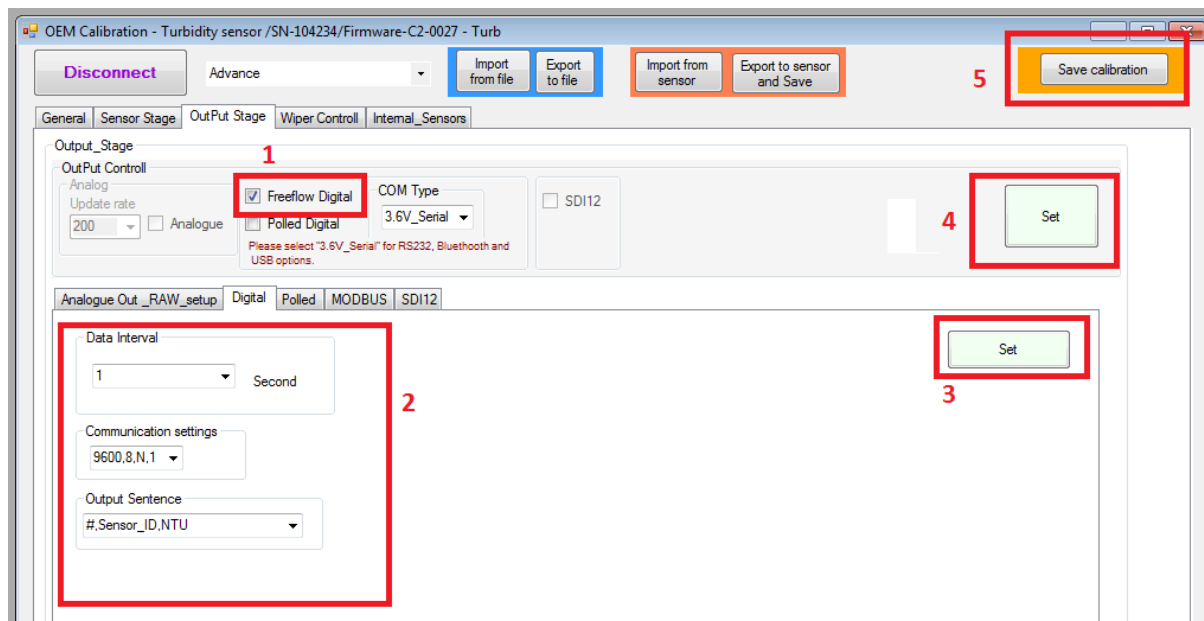 OEM Calibration - Turbidity sensor /SN-104234/Firmware-C2-0027 - Turb
Disconnect
Advance
Import
from file
Export
to file
Import from
sensor
Export to sensor
and Save
5
Save calibration
General
Sensor Stage
OutPut Stage
Wiper Controll
Internal_Sensors
Output_Stage
1
OutPut Controll
Analog
Update rate
200
Analogue
Freeflow Digital
Polled Digital
COM Type
3.6V_Serial
Please select "3.6V_Serial" for RS232, Bluethooth and
USB options.
SDI12
4
Set
Analogue Out _RAW_setup
Digital
Polled
MODBUS
SDI12
Data Interval
1
Second
2
Set
3
Communication settings
9600,8,N,1
Output Sentence
#,Sensor_ID,NTU